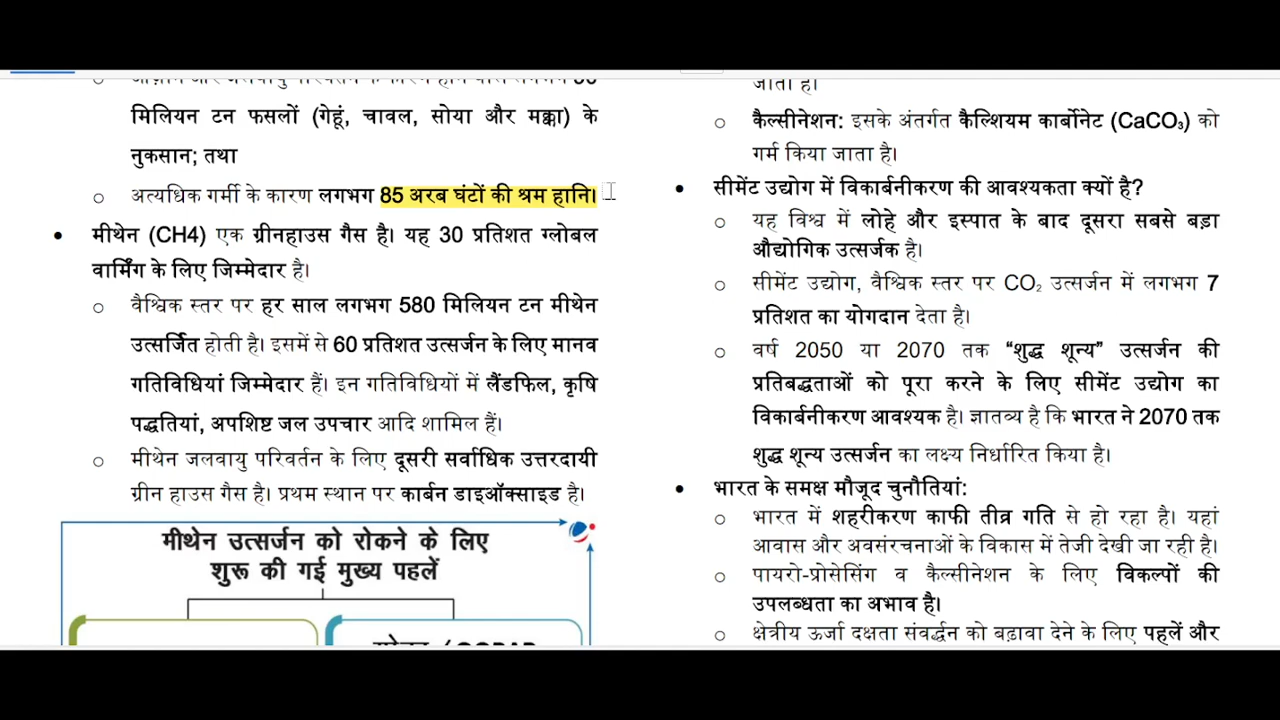 मिलियन टन फसलों (गेहूं, चावल, सोया और मक्का) के
नुकसान; तथा
○ अत्यधिक गर्मी के कारण लगभग 85 अरब घंटों की श्रम हानि।
• मीथेन (CH4) एक ग्रीनहाउस गैस है। यह 30 प्रतिशत ग्लोबल
वार्मिंग के लिए जिम्मेदार है।
○ वैश्विक स्तर पर हर साल लगभग 580 मिलियन टन मीथेन
उत्सर्जित होती है। इसमें से 60 प्रतिशत उत्सर्जन के लिए मानव
गतिविधियां जिम्मेदार हैं। इन गतिविधियों में लैंडफिल, कृषि
पद्धतियां, अपशिष्ट जल उपचार आदि शामिल हैं।
○ मीथेन जलवायु परिवर्तन के लिए दूसरी सर्वाधिक उत्तरदायी
ग्रीन हाउस गैस है। प्रथम स्थान पर कार्बन डाइऑक्साइड है।
मीथेन उत्सर्जन को रोकने के लिए
शुरू की गई मुख्य पहलें
जाता है।
○ कैल्सीनेशन: इसके अंतर्गत कैल्शियम कार्बोनेट (CaCO₃) को
गर्म किया जाता है।
• सीमेंट उद्योग में विकार्बनीकरण की आवश्यकता क्यों है?
○ यह विश्व में लोहे और इस्पात के बाद दूसरा सबसे बड़ा
औद्योगिक उत्सर्जक है।
○ सीमेंट उद्योग, वैश्विक स्तर पर CO₂ उत्सर्जन में लगभग 7
प्रतिशत का योगदान देता है।
○ वर्ष 2050 या 2070 तक “शुद्ध शून्य” उत्सर्जन की
प्रतिबद्धताओं को पूरा करने के लिए सीमेंट उद्योग का
विकार्बनीकरण आवश्यक है। ज्ञातव्य है कि भारत ने 2070 तक
शुद्ध शून्य उत्सर्जन का लक्ष्य निर्धारित किया है।
• भारत के समक्ष मौजूद चुनौतियां:
○ भारत में शहरीकरण काफी तीव्र गति से हो रहा है। यहां
आवास और अवसंरचनाओं के विकास में तेजी देखी जा रही है।
○ पायरो-प्रोसेसिंग व कैल्सीनेशन के लिए विकल्पों की
उपलब्धता का अभाव है।
○ क्षेत्रीय ऊर्जा दक्षता संवर्द्धन को बढ़ावा देने के लिए पहलें और